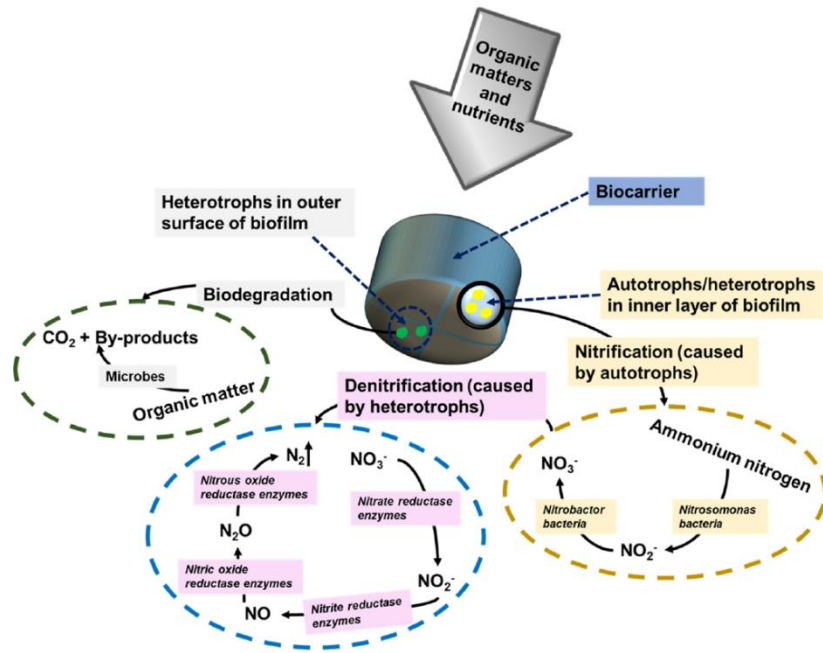 Organic
matters
and
nutrients
Heterotrophs in outer
surface of biofilm
Biocarrier
Biodegradation
Autotrophs/heterotrophs
in inner layer of biofilm
CO₂ + By-products
Microbes
Organic matter
Denitrification (caused
by heterotrophs)
Nitrification (caused
by autotrophs)
N₂
NO₃⁻
Nitrous oxide
reductase enzymes
Nitrate reductase
enzymes
N₂O
Nitric oxide
reductase enzymes
NO₂⁻
NO
Nitrite reductase
enzymes
NO₃⁻
Ammonium nitrogen
Nitrobactor
bacteria
Nitrosomonas
bacteria
NO₂⁻